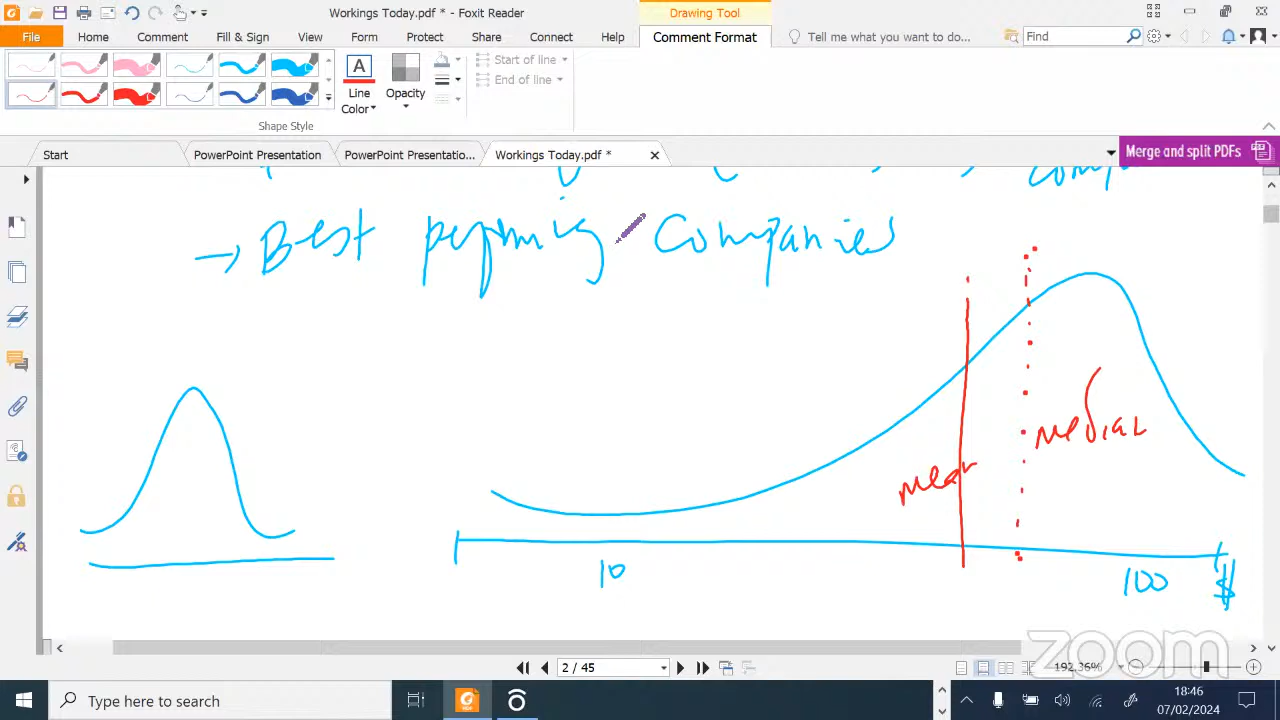 Workings Today.pdf * - Foxit Reader
Drawing Tool
File Home Comment Fill & Sign View Form Protect Share Connect Help Comment Format Tell me what you want to do... Find
Start of line
End of line
Line Color
Opacity
Shape Style
Start PowerPoint Presentation PowerPoint Presentatio... Workings Today.pdf * Merge and split PDFs
→ Best Companies
mean
median
10
100
$
zoom
2 / 45
192.36%
Type here to search
18:46
07/02/2024